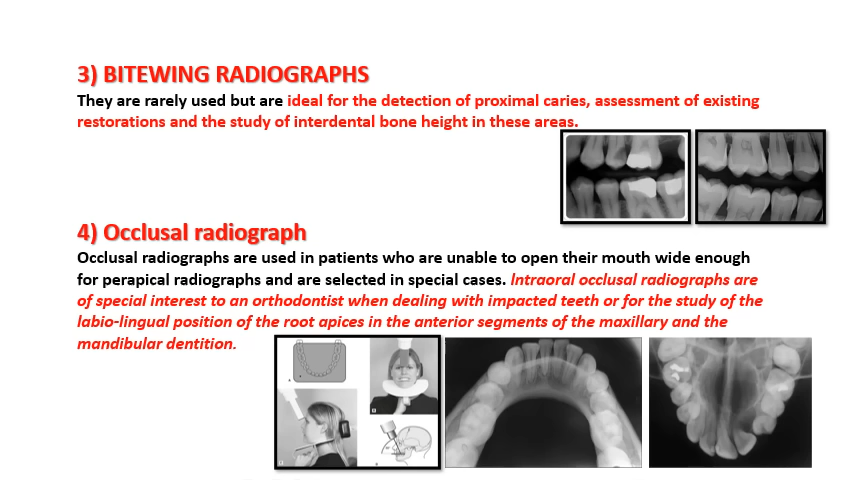 3) BITEWING RADIOGRAPHS
They are rarely used but are ideal for the detection of proximal caries, assessment of existing
restorations and the study of interdental bone height in these areas.
4) Occlusal radiograph
Occlusal radiographs are used in patients who are unable to open their mouth wide enough
for perapical radiographs and are selected in special cases. Intraoral occlusal radiographs are
of special interest to an orthodontist when dealing with impacted teeth or for the study of the
labio-lingual position of the root apices in the anterior segments of the maxillary and the
mandibular dentition.